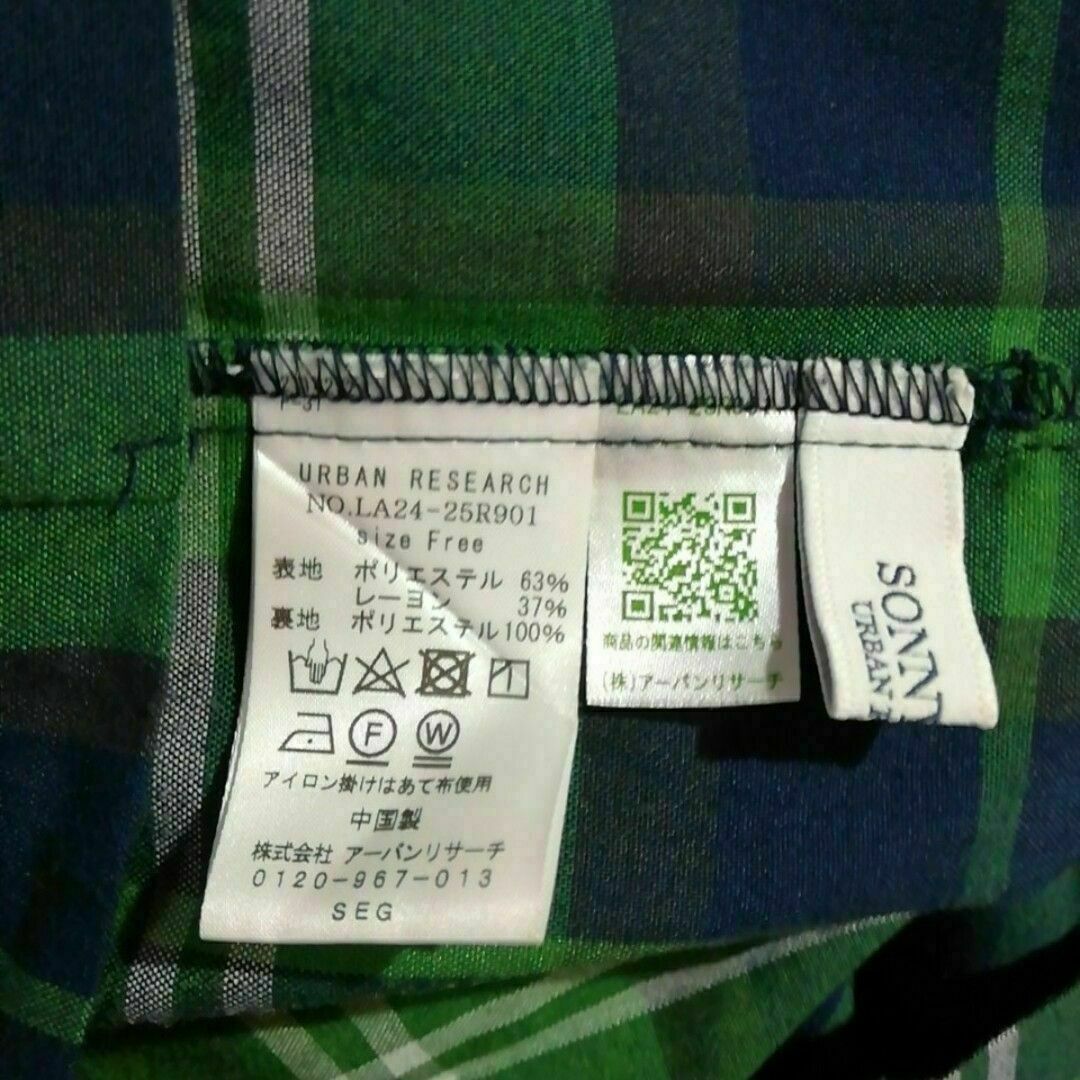 URBAN RESEARCH
NO.LA24-25R901
size Free
表地 ポリエステル 63%
レーヨン 37%
裏地 ポリエステル100%
F W
アイロン掛けはあて布使用
中国製
株式会社 アーバンリサーチ
0120-967-013
SEG
商品の関連情報はこちら
(株)アーバンリサーチ
SONN
URBAN